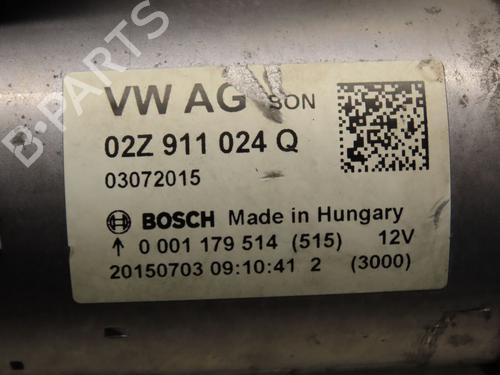 B-PARTS
VW AG SON
02Z 911 024 Q
03072015
BOSCH Made in Hungary
↑ 0 001 179 514 (515) 12V
20150703 09:10:41 2 (3000)